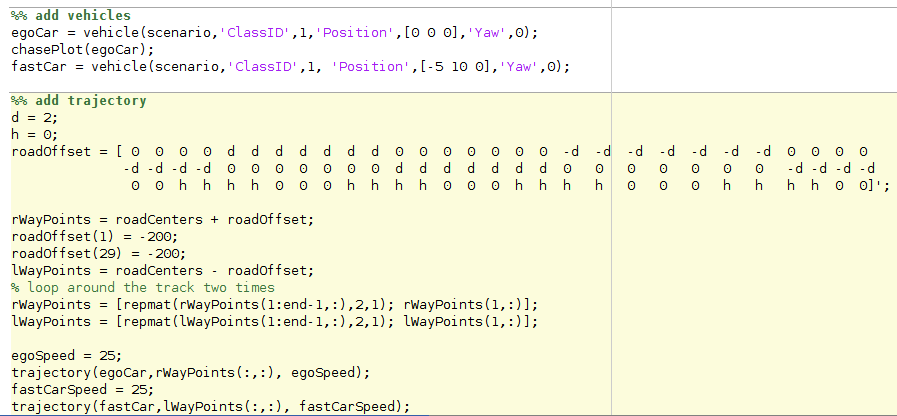 %% add vehicles
egoCar = vehicle(scenario,'ClassID',1,'Position',[0 0 0],'Yaw',0);
chasePlot(egoCar);
fastCar = vehicle(scenario,'ClassID',1, 'Position',[-5 10 0],'Yaw',0);
%% add trajectory
d = 2;
h = 0;
roadOffset = [ 0 0 0 0 d d d d d d d 0 0 0 0 0 0 0 -d -d -d -d -d -d -d 0 0 0 0
-d -d -d -d 0 0 0 0 0 0 0 d d d d d d d 0 0 0 0 0 0 0 -d -d -d -d
0 0 h h h h 0 0 0 h h h h 0 0 0 h h h h 0 0 0 h h h h 0 0]';
rWayPoints = roadCenters + roadOffset;
roadOffset(1) = -200;
roadOffset(29) = -200;
lWayPoints = roadCenters - roadOffset;
% loop around the track two times
rWayPoints = [repmat(rWayPoints(1:end-1,:),2,1); rWayPoints(1,:)];
lWayPoints = [repmat(lWayPoints(1:end-1,:),2,1); lWayPoints(1,:)];
egoSpeed = 25;
trajectory(egoCar,rWayPoints(:,:), egoSpeed);
fastCarSpeed = 25;
trajectory(fastCar,lWayPoints(:,:), fastCarSpeed);